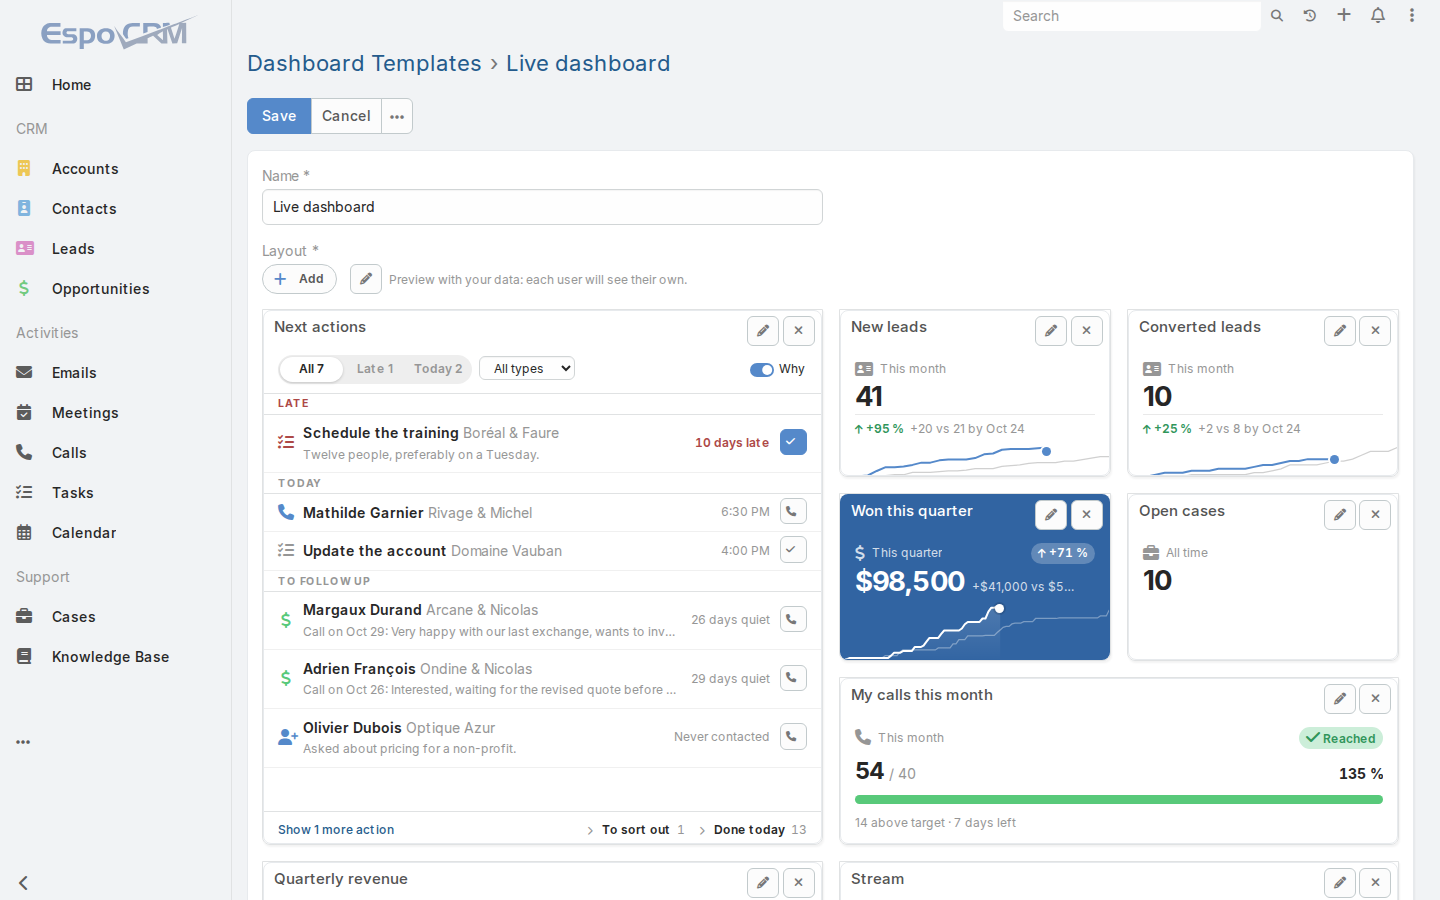 EspoCRM
Search
Home
CRM
Accounts
Contacts
Leads
Opportunities
Activities
Emails
Meetings
Calls
Tasks
Calendar
Support
Cases
Knowledge Base
Dashboard Templates › Live dashboard
Save Cancel
Name *
Live dashboard
Layout *
Add Preview with your data: each user will see their own.
Next actions
All 7 Late 1 Today 2 All types Why
LATE
Schedule the training Boréal & Faure
Twelve people, preferably on a Tuesday.
10 days late
TODAY
Mathilde Garnier Rivage & Michel 6:30 PM
Update the account Domaine Vauban 4:00 PM
TO FOLLOW UP
Margaux Durand Arcane & Nicolas
Call on Oct 29: Very happy with our last exchange, wants to inv...
26 days quiet
Adrien François Ondine & Nicolas
Call on Oct 26: Interested, waiting for the revised quote before ...
29 days quiet
Olivier Dubois Optique Azur
Asked about pricing for a non-profit.
Never contacted
Show 1 more action To sort out 1 Done today 13
New leads
This month
41
+95 % +20 vs 21 by Oct 24
Converted leads
This month
10
+25 % +2 vs 8 by Oct 24
Won this quarter
This quarter +71 %
$98,500 +$41,000 vs $5...
Open cases
All time
10
My calls this month
This month Reached
54 / 40 135 %
14 above target · 7 days left
Quarterly revenue
Stream